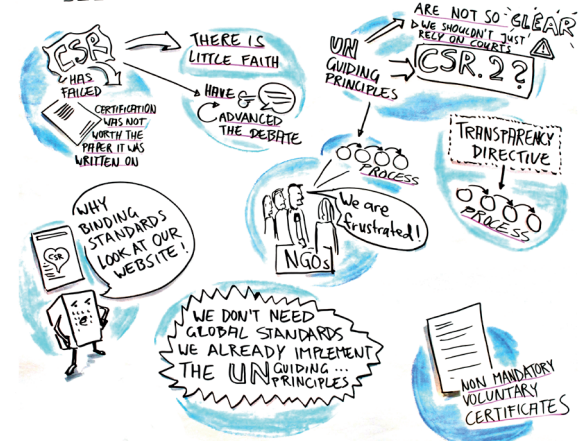 CSR
HAS
FAILED
CERTIFICATION
WAS NOT
WORTH THE
PAPER IT WAS
WRITTEN ON
THERE IS
LITTLE FAITH
HAVE
ADVANCED
THE DEBATE
UN
GUIDING
PRINCIPLES
ARE NOT SO CLEAR
WE SHOULDN'T JUST
RELY ON COURTS
!
CSR.2?
PROCESS
TRANSPARENCY
DIRECTIVE
PROCESS
WHY
BINDING
STANDARDS
LOOK AT OUR
WEBSITE!
CSR
We are
frustrated!
NGOs
WE DON'T NEED
GLOBAL STANDARDS
WE ALREADY IMPLEMENT
THE UN GUIDING ...
PRINCIPLES
NON MANDATORY
VOLUNTARY
CERTIFICATES